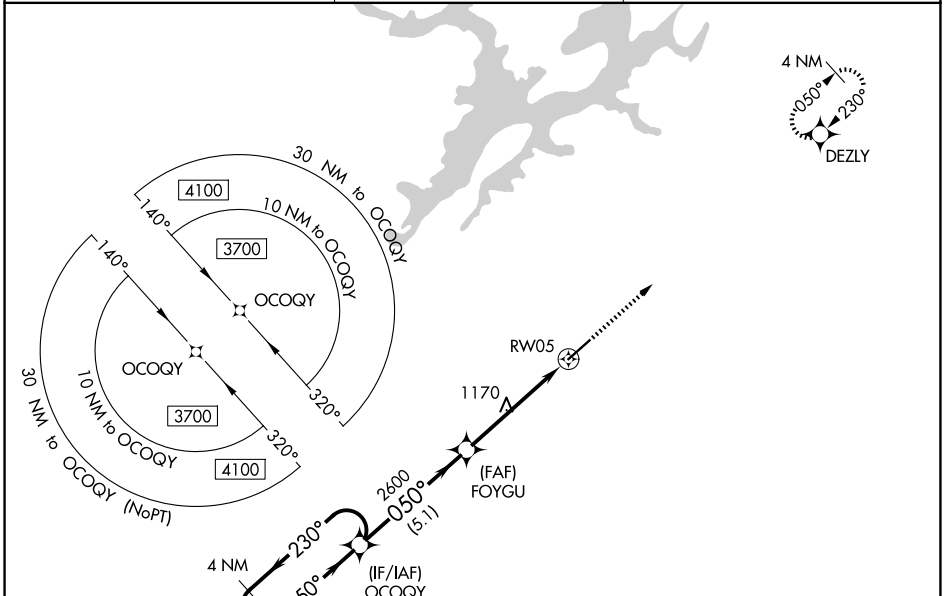 4 NM
050°
230°
DEZLY
30 NM to OCOQY
4100
140°
10 NM to OCOQY
3700
OCOQY
320°
140°
OCOQY
3700
10 NM to OCOQY
320°
4100
30 NM to OCOQY (NoPT)
RW05
1170
(FAF)
FOYGU
2600
050°
(5.1)
230°
4 NM
(IF/IAF)
OCOQY